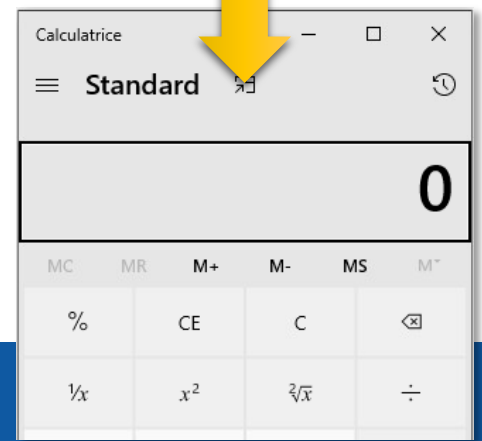 Calculatrice
Standard
0
MC MR M+ M- MS M˅
% CE C
¹/x x² ²√x ÷